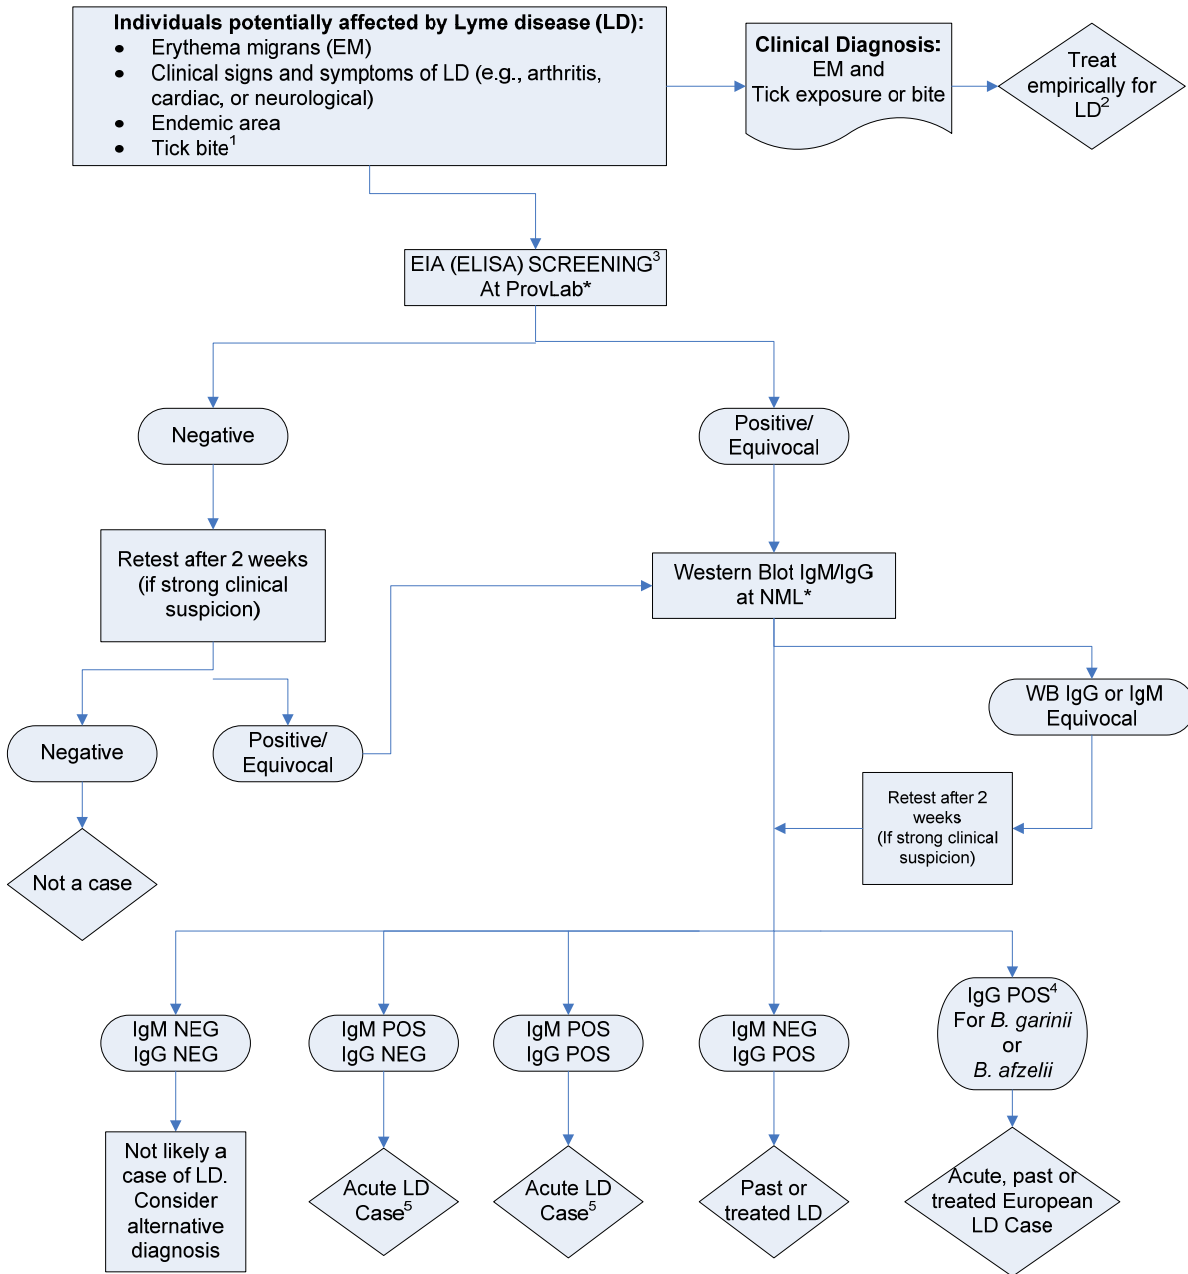 Individuals potentially affected by Lyme disease (LD):
• Erythema migrans (EM)
• Clinical signs and symptoms of LD (e.g., arthritis,
cardiac, or neurological)
• Endemic area
• Tick bite1
Clinical Diagnosis:
EM and
Tick exposure or bite
Treat
empirically for
LD2
EIA (ELISA) SCREENING3
At ProvLab*
Negative
Positive/
Equivocal
Retest after 2 weeks
(if strong clinical
suspicion)
Western Blot IgM/IgG
at NML*
WB IgG or IgM
Equivocal
Negative
Positive/
Equivocal
Retest after 2
weeks
(If strong clinical
suspicion)
Not a case
IgM NEG
IgG NEG
IgM POS
IgG NEG
IgM POS
IgG POS
IgM NEG
IgG POS
IgG POS4
For B. garinii
or
B. afzelii
Not likely a
case of LD.
Consider
alternative
diagnosis
Acute LD
Case5
Acute LD
Case5
Past or
treated LD
Acute, past or
treated European
LD Case